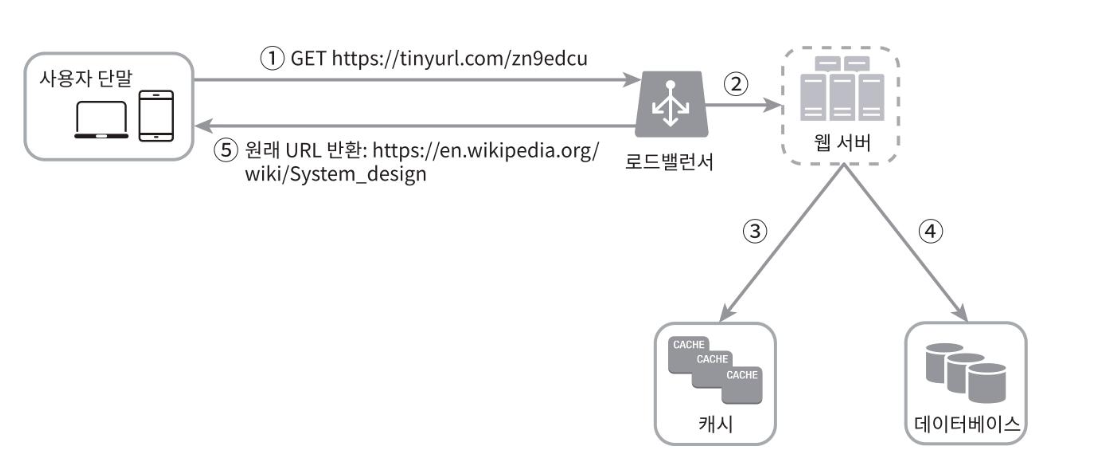 사용자 단말
① GET https://tinyurl.com/zn9edcu
②
웹 서버
로드밸런서
⑤ 원래 URL 반환: https://en.wikipedia.org/
wiki/System_design
③
④
CACHE
CACHE
CACHE
캐시
데이터베이스